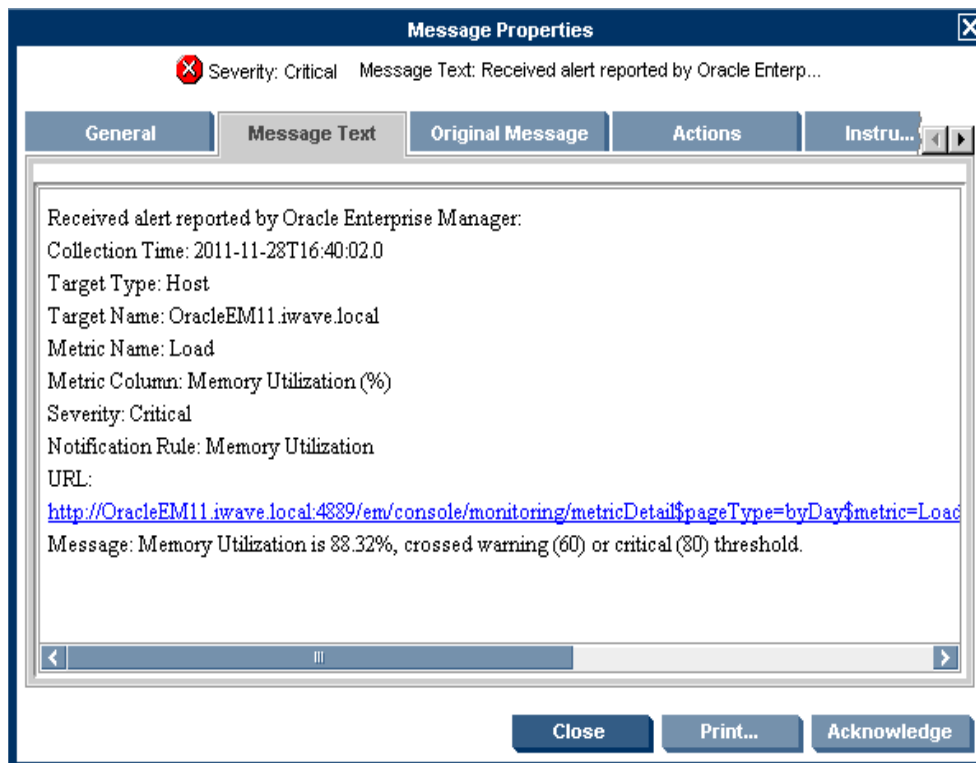 Message Properties
Severity: Critical Message Text: Received alert reported by Oracle Enterp...
General Message Text Original Message Actions Instru...
Received alert reported by Oracle Enterprise Manager:
Collection Time: 2011-11-28T16:40:02.0
Target Type: Host
Target Name: OracleEM11.iwave.local
Metric Name: Load
Metric Column: Memory Utilization (%)
Severity: Critical
Notification Rule: Memory Utilization
URL:
http://OracleEM11.iwave.local:4889/em/console/monitoring/metricDetail$pageType=byDay$metric=Load
Message: Memory Utilization is 88.32%, crossed warning (60) or critical (80) threshold.
Close Print... Acknowledge